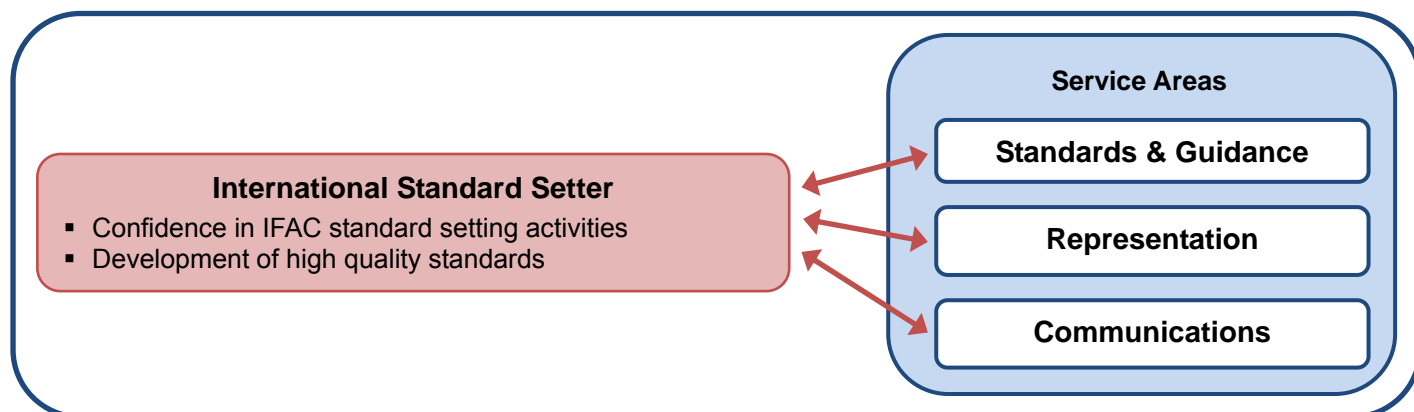 International Standard Setter
▪ Confidence in IFAC standard setting activities
▪ Development of high quality standards
Service Areas
Standards & Guidance
Representation
Communications